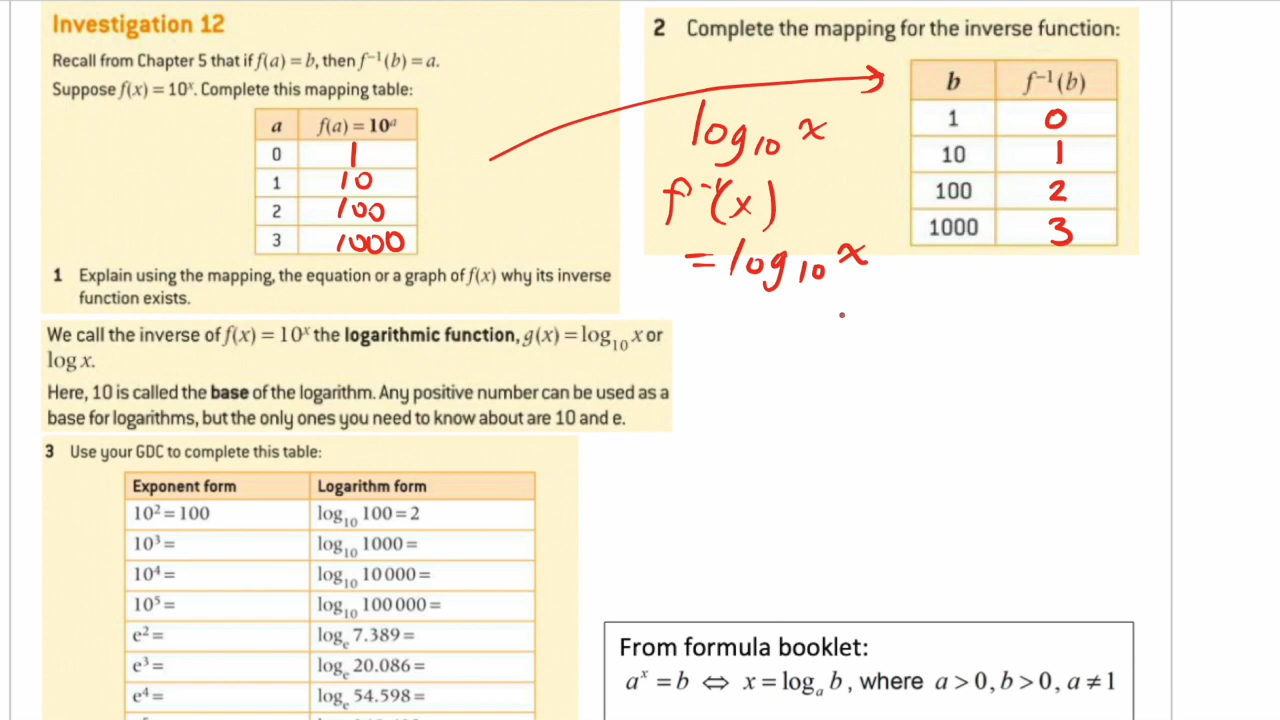 Investigation 12
Recall from Chapter 5 that if f(a) = b, then f⁻¹(b) = a.
Suppose f(x) = 10ˣ. Complete this mapping table:
a f(a) = 10ᵃ
0 1
1 10
2 100
3 1000
1 Explain using the mapping, the equation or a graph of f(x) why its inverse
function exists.
We call the inverse of f(x) = 10ˣ the logarithmic function, g(x) = log₁₀ x or
log x.
Here, 10 is called the base of the logarithm. Any positive number can be used as a
base for logarithms, but the only ones you need to know about are 10 and e.
3 Use your GDC to complete this table:
Exponent form Logarithm form
10² = 100 log₁₀ 100 = 2
10³ = log₁₀ 1000 =
10⁴ = log₁₀ 10 000 =
10⁵ = log₁₀ 100 000 =
e² = logₑ 7.389 =
e³ = logₑ 20.086 =
e⁴ = logₑ 54.598 =
2 Complete the mapping for the inverse function:
b f⁻¹(b)
1 0
10 1
100 2
1000 3
log₁₀ x
f⁻¹(x)
= log₁₀ x
From formula booklet:
aˣ = b ⇔ x = logₐ b , where a > 0, b > 0, a ≠ 1